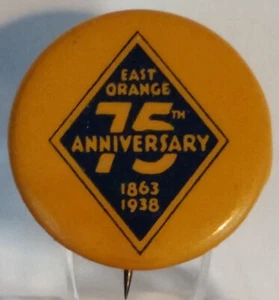 EAST
ORANGE
75TH
ANNIVERSARY
1863
1938